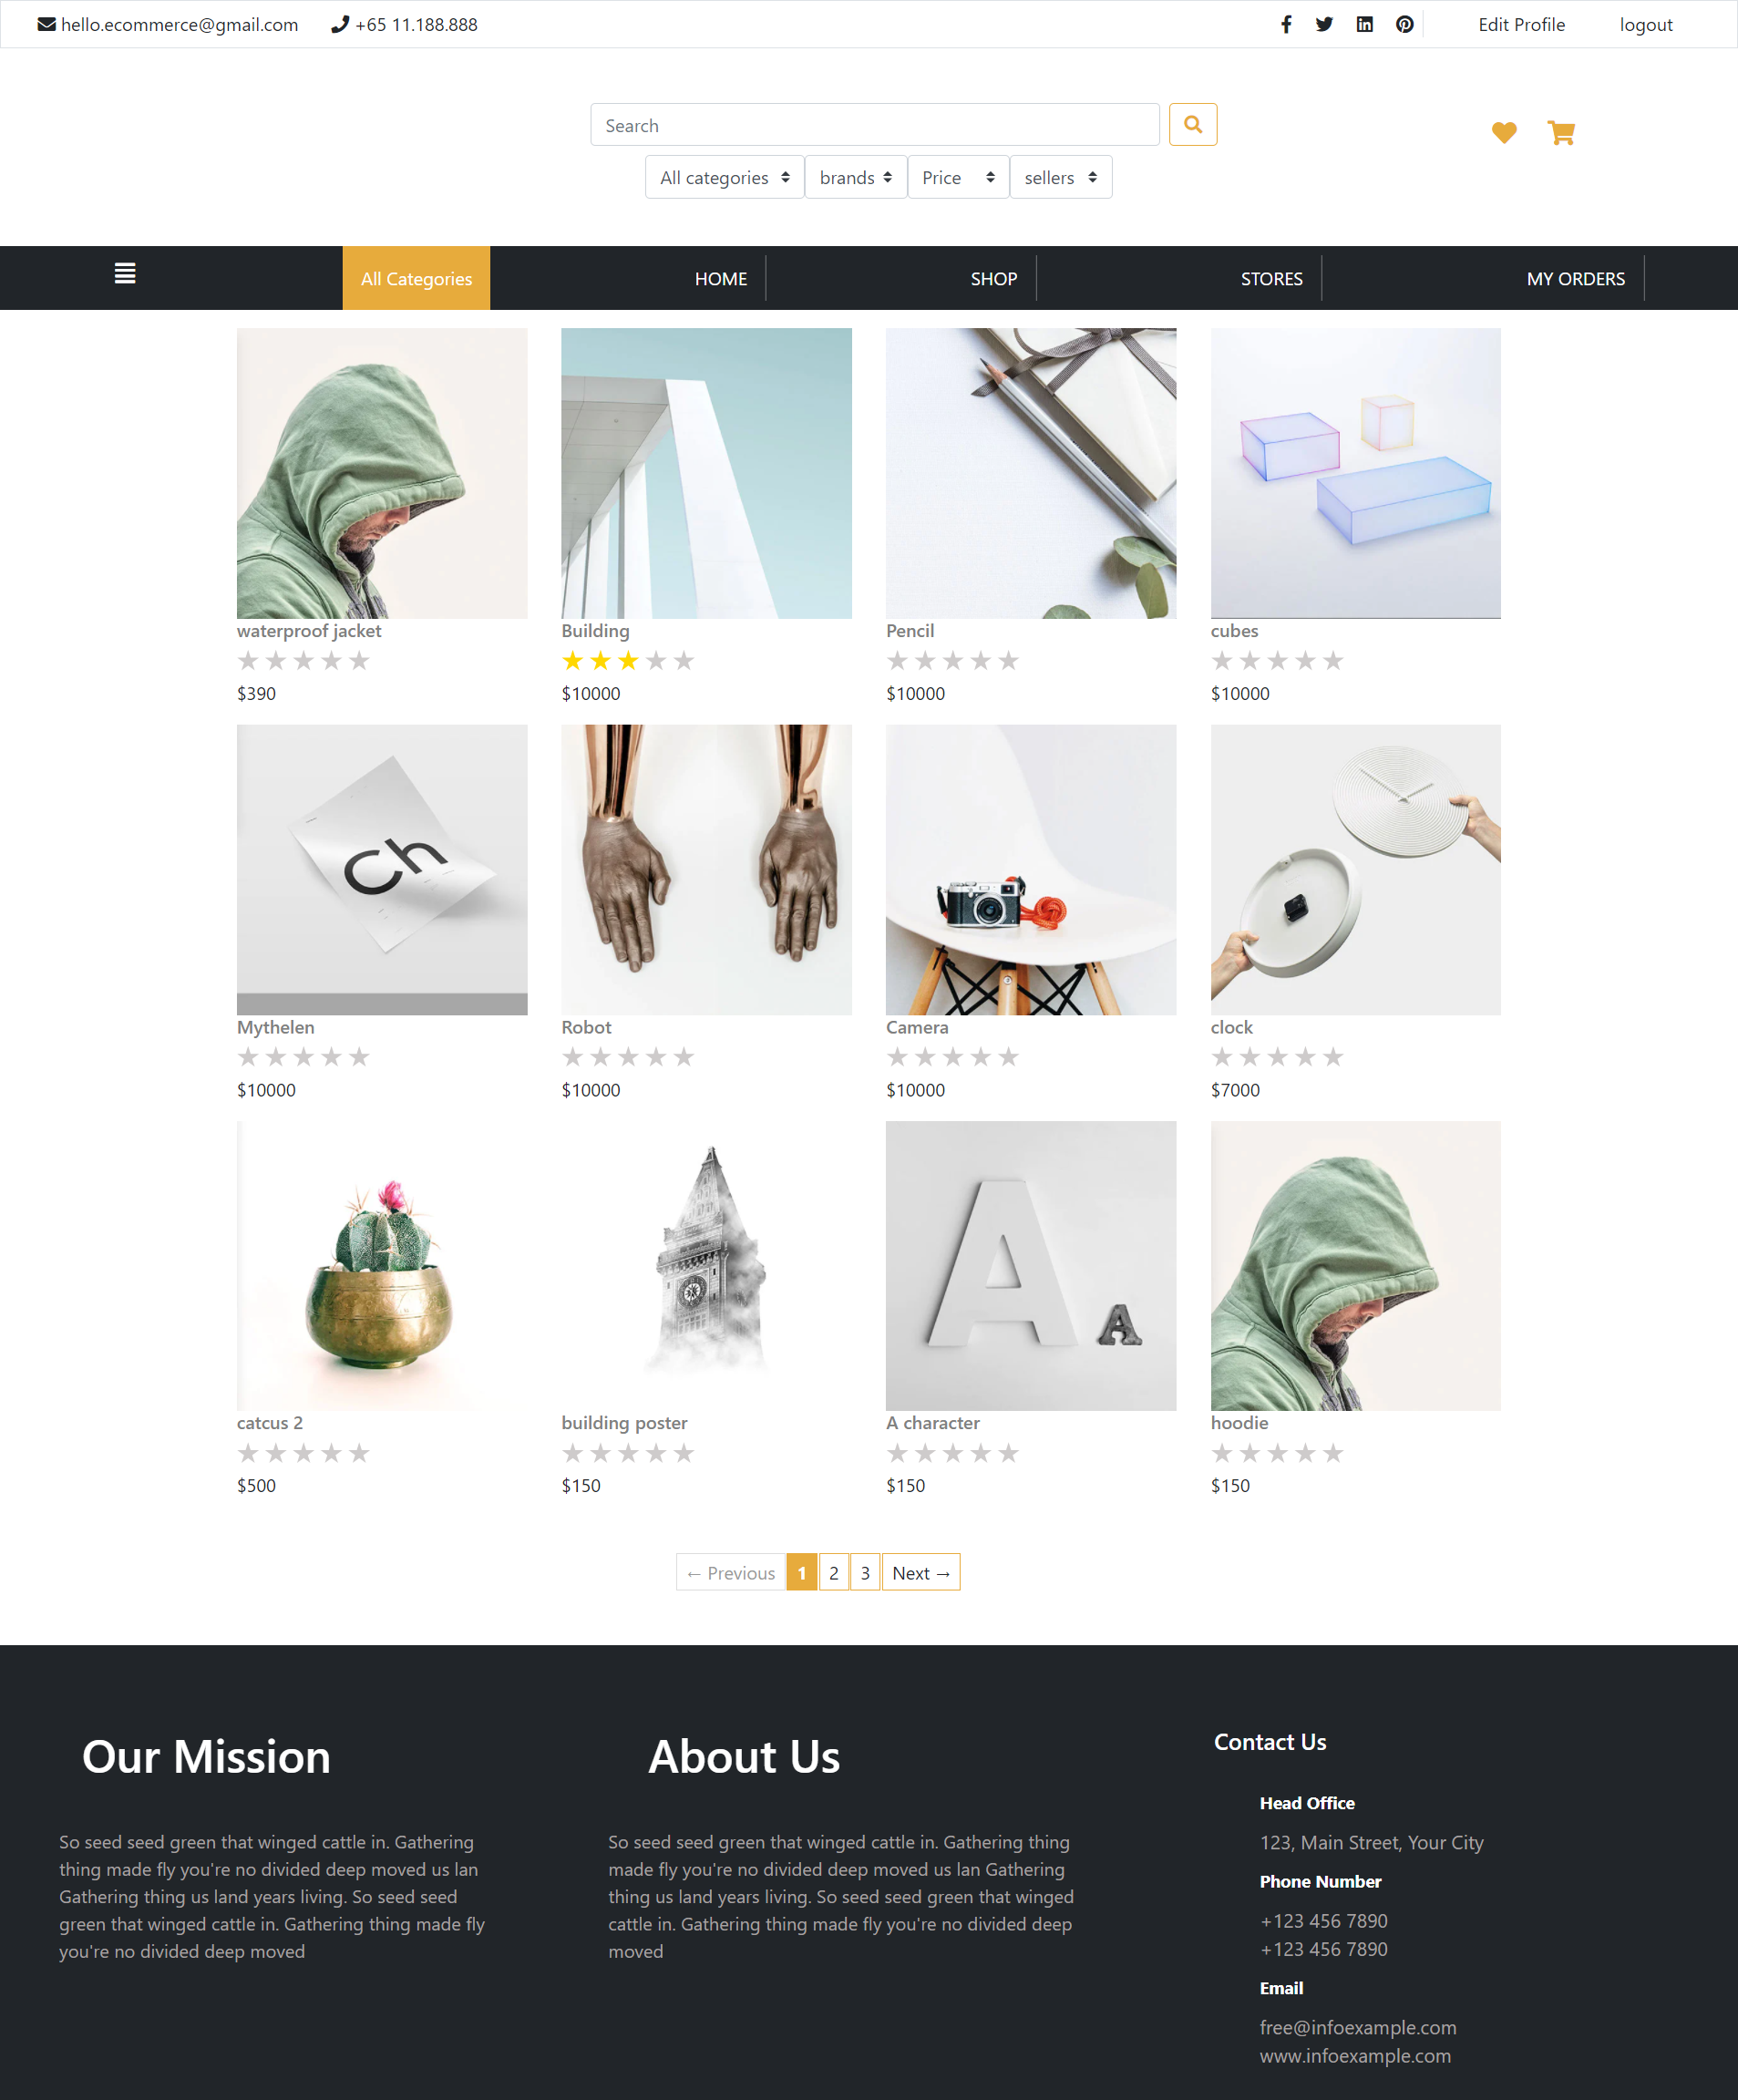 hello.ecommerce@gmail.com +65 11.188.888 Edit Profile logout
Search
All categories brands Price sellers
All Categories HOME SHOP STORES MY ORDERS
waterproof jacket Building Pencil cubes
$390 $10000 $10000 $10000
Ch
Mythelen Robot Camera clock
$10000 $10000 $10000 $7000
A A
catcus 2 building poster A character hoodie
$500 $150 $150 $150
← Previous 1 2 3 Next →
Our Mission
So seed seed green that winged cattle in. Gathering
thing made fly you're no divided deep moved us lan
Gathering thing us land years living. So seed seed
green that winged cattle in. Gathering thing made fly
you're no divided deep moved
About Us
So seed seed green that winged cattle in. Gathering thing
made fly you're no divided deep moved us lan Gathering
thing us land years living. So seed seed green that winged
cattle in. Gathering thing made fly you're no divided deep
moved
Contact Us
Head Office
123, Main Street, Your City
Phone Number
+123 456 7890
+123 456 7890
Email
free@infoexample.com
www.infoexample.com